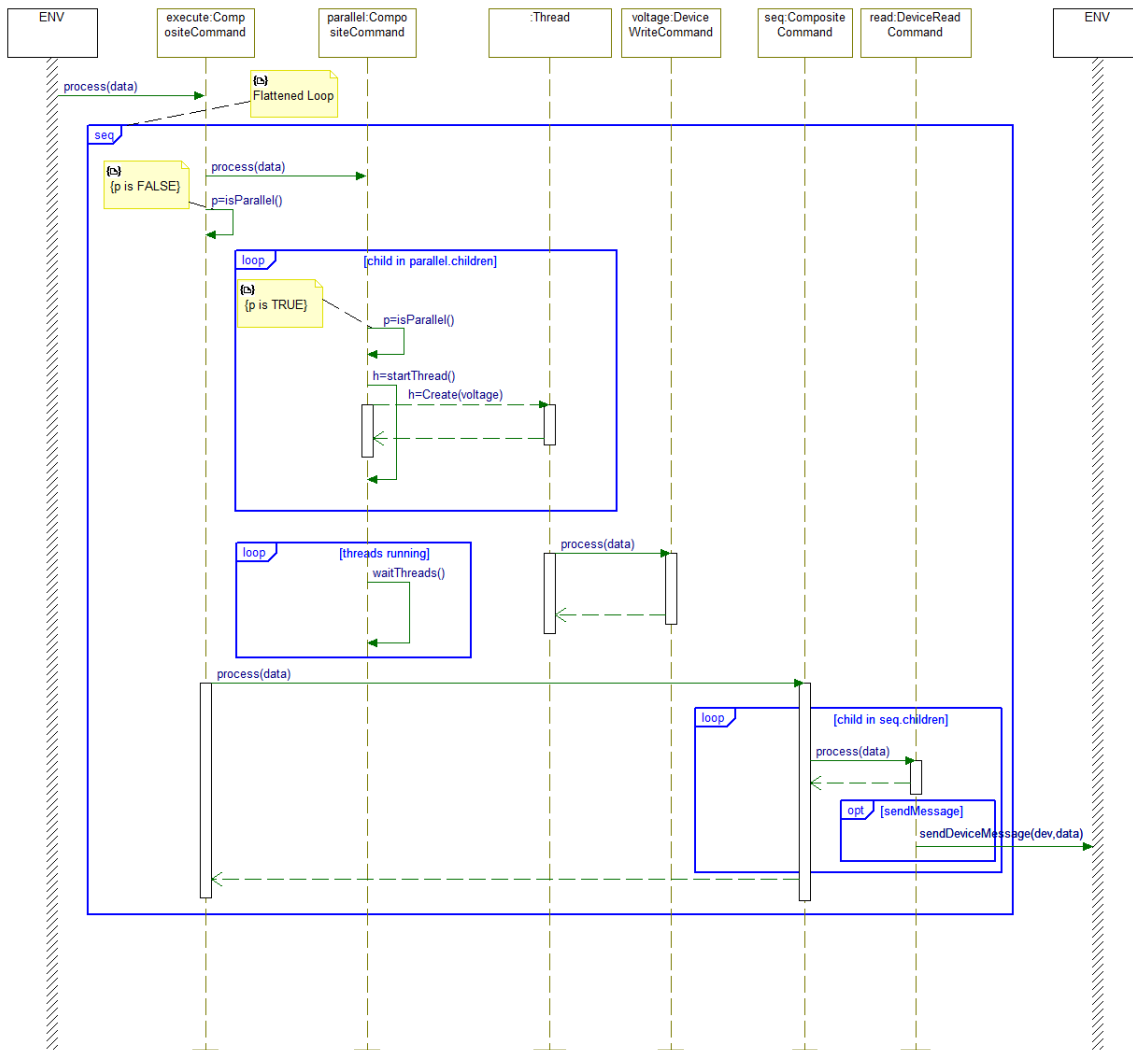 ENV
execute:Comp
ositeCommand
parallel:Compo
siteCommand
:Thread
voltage:Device
WriteCommand
seq:Composite
Command
read:DeviceRead
Command
ENV
process(data)
Flattened Loop
seq
process(data)
{p is FALSE}
p=isParallel()
loop
[child in parallel.children]
{p is TRUE}
p=isParallel()
h=startThread()
h=Create(voltage)
loop
[threads running]
process(data)
waitThreads()
process(data)
loop
[child in seq.children]
process(data)
opt
[sendMessage]
sendDeviceMessage(dev,data)